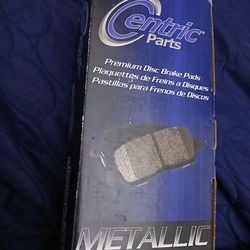 Centric
Parts
Premium Disc Brake Pads
Plaquettes de Freins a Disques
Pastillas para Frenos de Discos
METALLIC